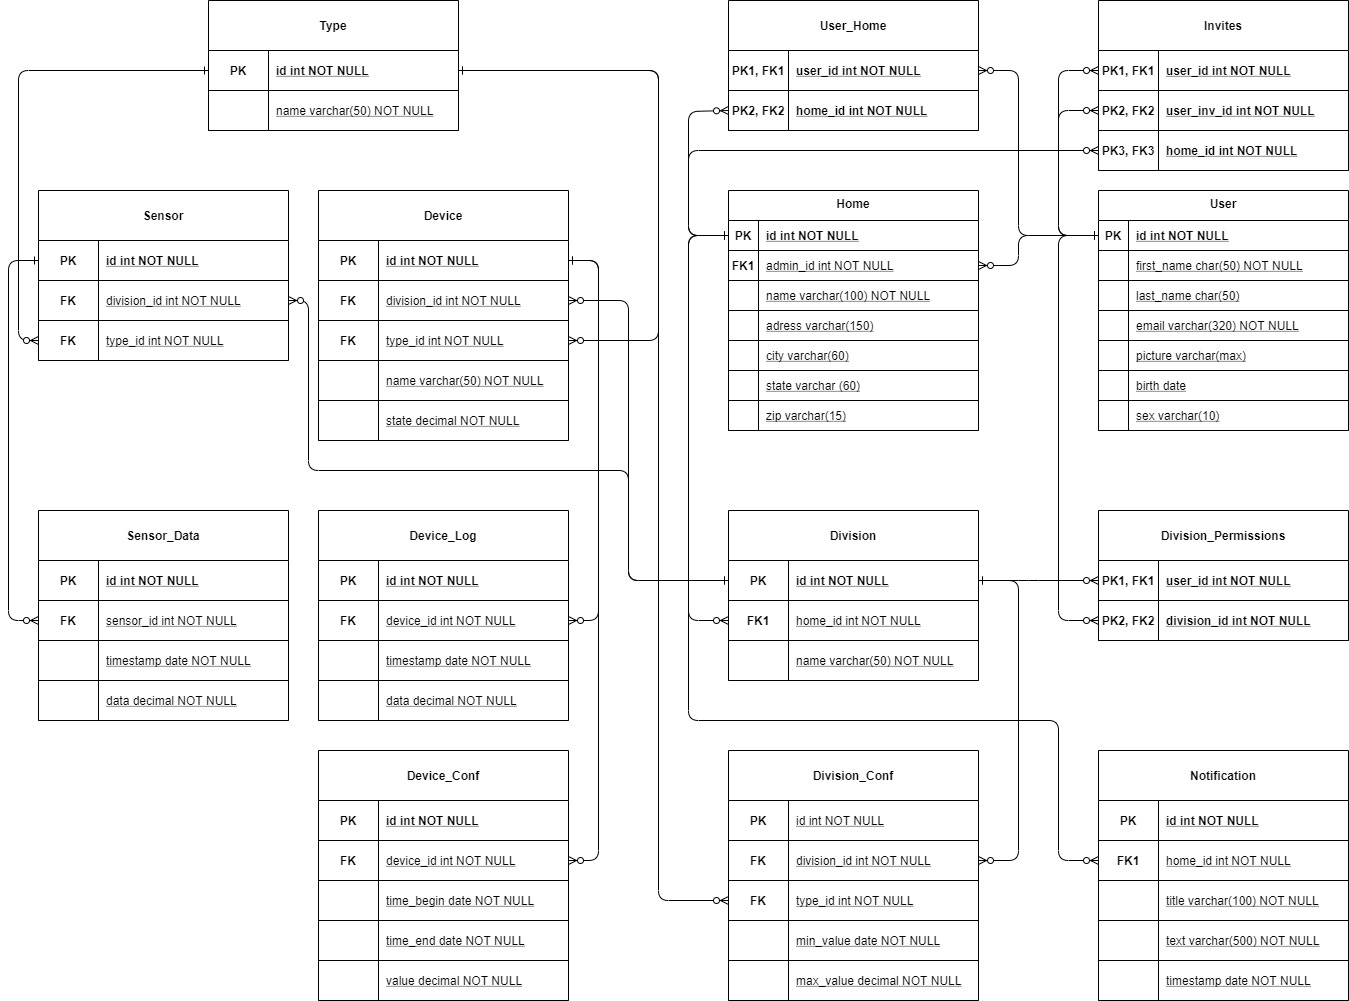 Type
PK id int NOT NULL
name varchar(50) NOT NULL
User_Home
PK1, FK1 user_id int NOT NULL
PK2, FK2 home_id int NOT NULL
Invites
PK1, FK1 user_id int NOT NULL
PK2, FK2 user_inv_id int NOT NULL
PK3, FK3 home_id int NOT NULL
Sensor
PK id int NOT NULL
FK division_id int NOT NULL
FK type_id int NOT NULL
Device
PK id int NOT NULL
FK division_id int NOT NULL
FK type_id int NOT NULL
name varchar(50) NOT NULL
state decimal NOT NULL
Home
PK id int NOT NULL
FK1 admin_id int NOT NULL
name varchar(100) NOT NULL
adress varchar(150)
city varchar(60)
state varchar (60)
zip varchar(15)
User
PK id int NOT NULL
first_name char(50) NOT NULL
last_name char(50)
email varchar(320) NOT NULL
picture varchar(max)
birth date
sex varchar(10)
Sensor_Data
PK id int NOT NULL
FK sensor_id int NOT NULL
timestamp date NOT NULL
data decimal NOT NULL
Device_Log
PK id int NOT NULL
FK device_id int NOT NULL
timestamp date NOT NULL
data decimal NOT NULL
Division
PK id int NOT NULL
FK1 home_id int NOT NULL
name varchar(50) NOT NULL
Division_Permissions
PK1, FK1 user_id int NOT NULL
PK2, FK2 division_id int NOT NULL
Device_Conf
PK id int NOT NULL
FK device_id int NOT NULL
time_begin date NOT NULL
time_end date NOT NULL
value decimal NOT NULL
Division_Conf
PK id int NOT NULL
FK division_id int NOT NULL
FK type_id int NOT NULL
min_value date NOT NULL
max_value decimal NOT NULL
Notification
PK id int NOT NULL
FK1 home_id int NOT NULL
title varchar(100) NOT NULL
text varchar(500) NOT NULL
timestamp date NOT NULL